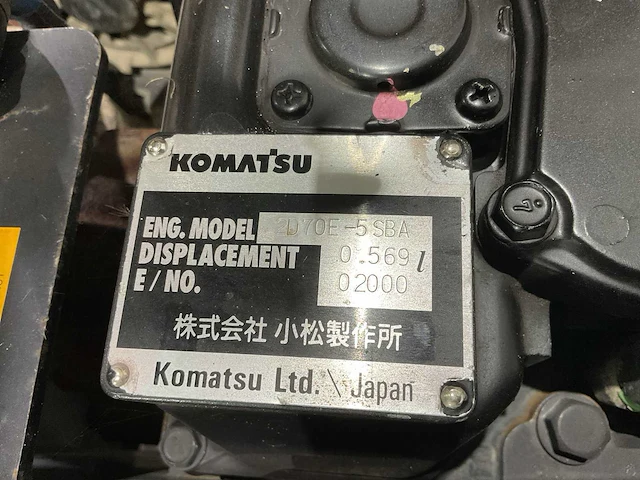 KOMATSU
ENG. MODEL 2D70E-5SBA
DISPLACEMENT 0.569 l
E/NO. 02000
株式会社 小松製作所
Komatsu Ltd. \ Japan